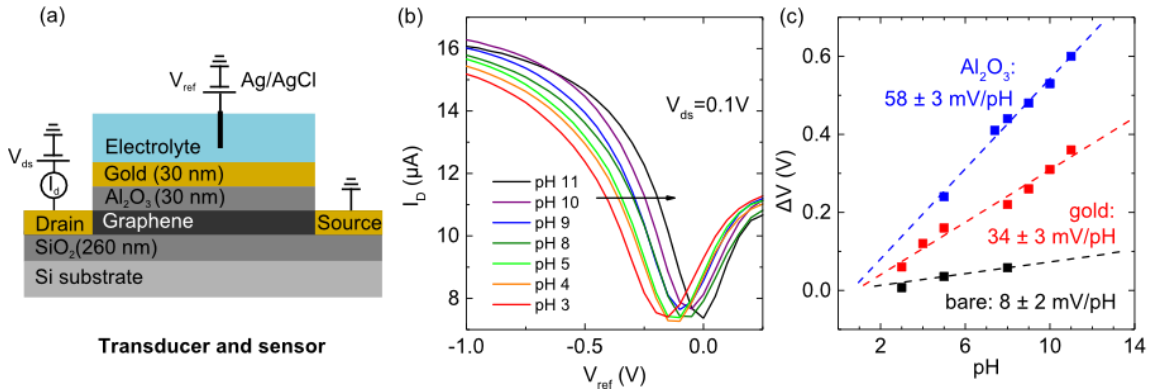 (a)
V_ref Ag/AgCl
Electrolyte
V_ds
Gold (30 nm)
I_d
Al₂O₃ (30 nm)
Drain Graphene Source
SiO₂(260 nm)
Si substrate
Transducer and sensor
(b)
I_D (μA)
16
14
12
10
8
V_ds=0.1V
pH 11
pH 10
pH 9
pH 8
pH 5
pH 4
pH 3
-1.0 -0.5 0.0
V_ref (V)
(c)
ΔV (V)
0.6
0.4
0.2
0.0
Al₂O₃:
58 ± 3 mV/pH
gold:
34 ± 3 mV/pH
bare: 8 ± 2 mV/pH
2 6 10 14
pH